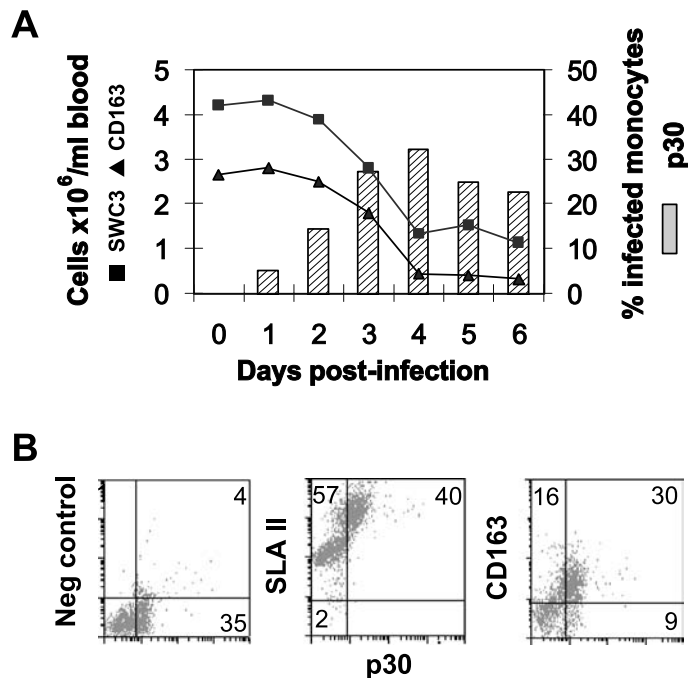 A
Cells x10⁶/ml blood
■ SWC3 ▲ CD163
5
4
3
2
1
0
50
40
30
20
10
0
% infected monocytes
p30
0 1 2 3 4 5 6
Days post-infection
B
Neg control
4
35
SLA II
57 40
2
CD163
16 30
9
p30